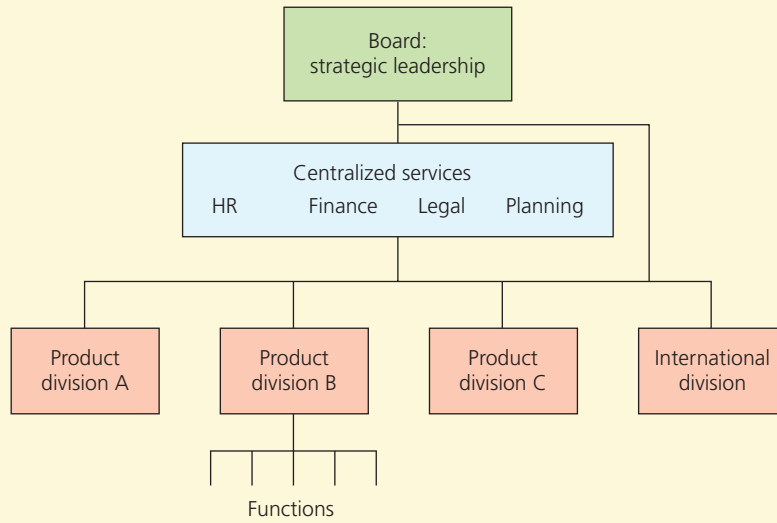 Board:
strategic leadership
Centralized services
HR Finance Legal Planning
Product
division A
Product
division B
Product
division C
International
division
Functions